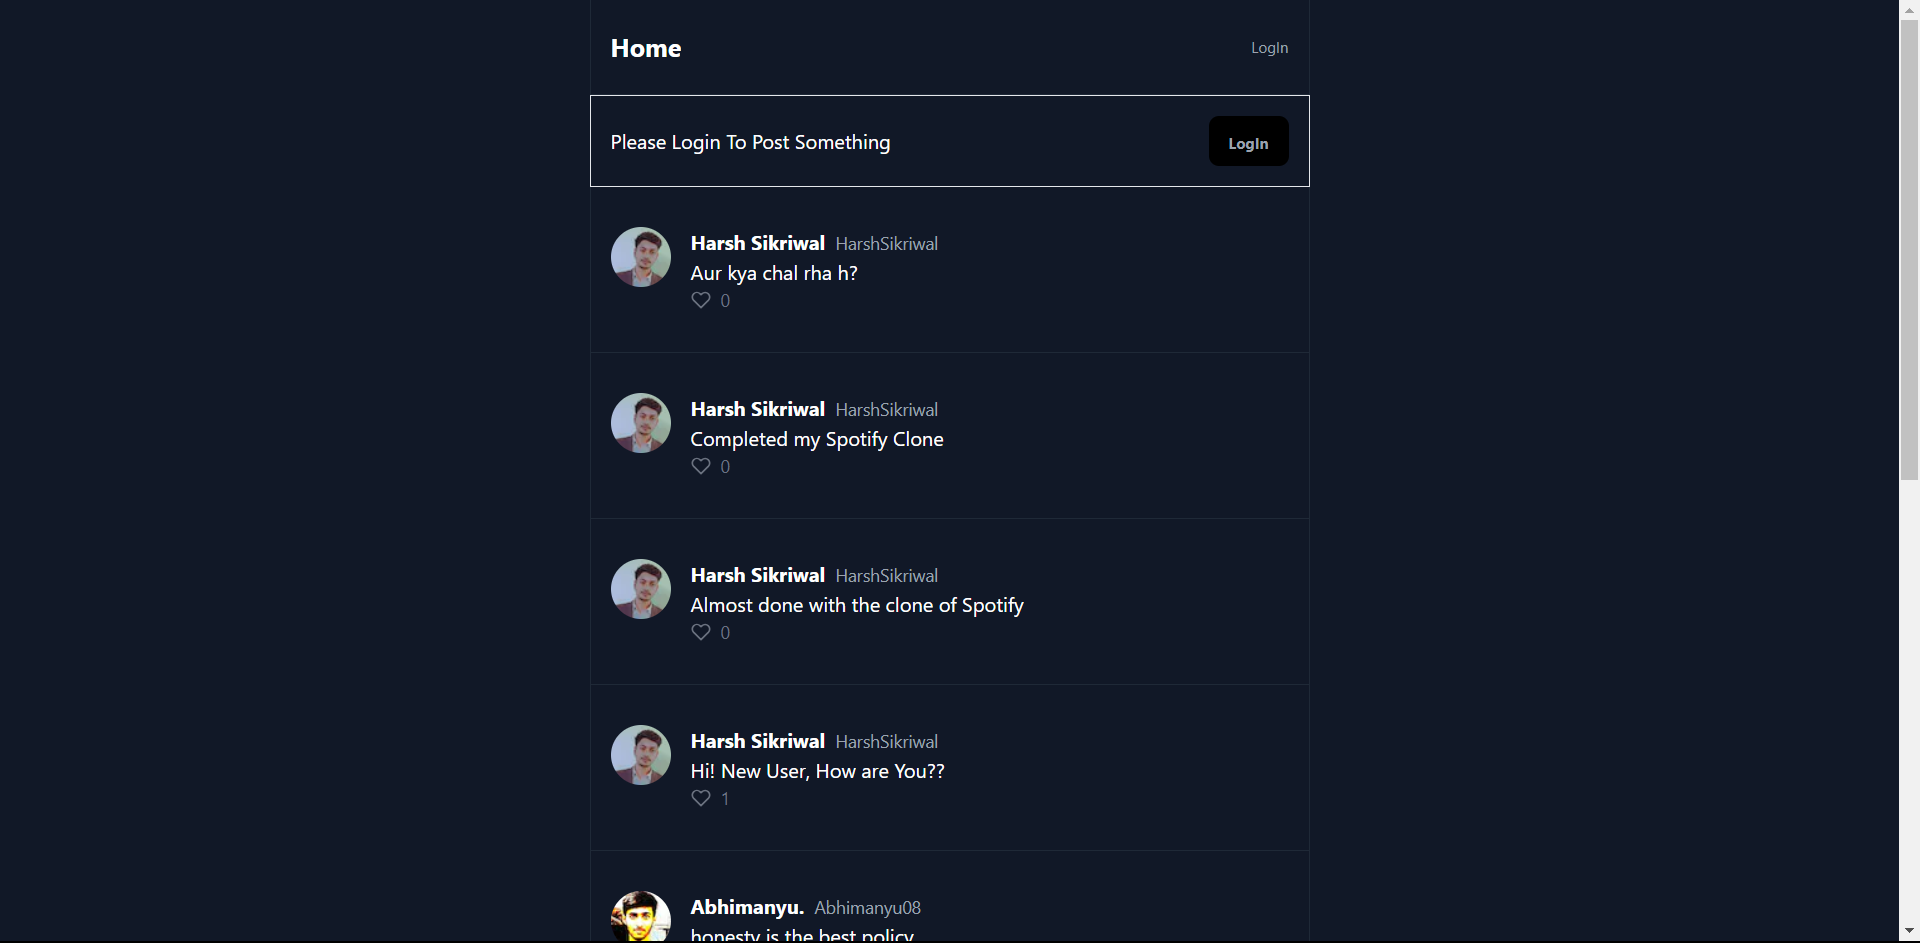 Home
LogIn
Please Login To Post Something
LogIn
Harsh Sikriwal HarshSikriwal
Aur kya chal rha h?
0
Harsh Sikriwal HarshSikriwal
Completed my Spotify Clone
0
Harsh Sikriwal HarshSikriwal
Almost done with the clone of Spotify
0
Harsh Sikriwal HarshSikriwal
Hi! New User, How are You??
1
Abhimanyu. Abhimanyu08
honesty is the best policy